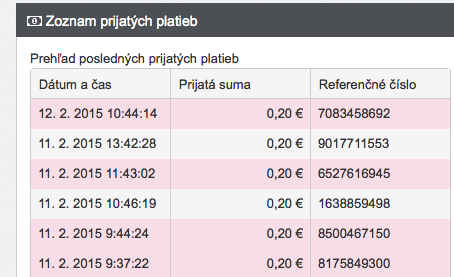 Zoznam prijatých platieb
Prehľad posledných prijatých platieb
Dátum a čas Prijatá suma Referenčné číslo
12. 2. 2015 10:44:14 0,20 € 7083458692
11. 2. 2015 13:42:28 0,20 € 9017711553
11. 2. 2015 11:43:02 0,20 € 6527616945
11. 2. 2015 10:46:19 0,20 € 1638859498
11. 2. 2015 9:44:24 0,20 € 8500467150
11. 2. 2015 9:37:22 0,20 € 8175849300